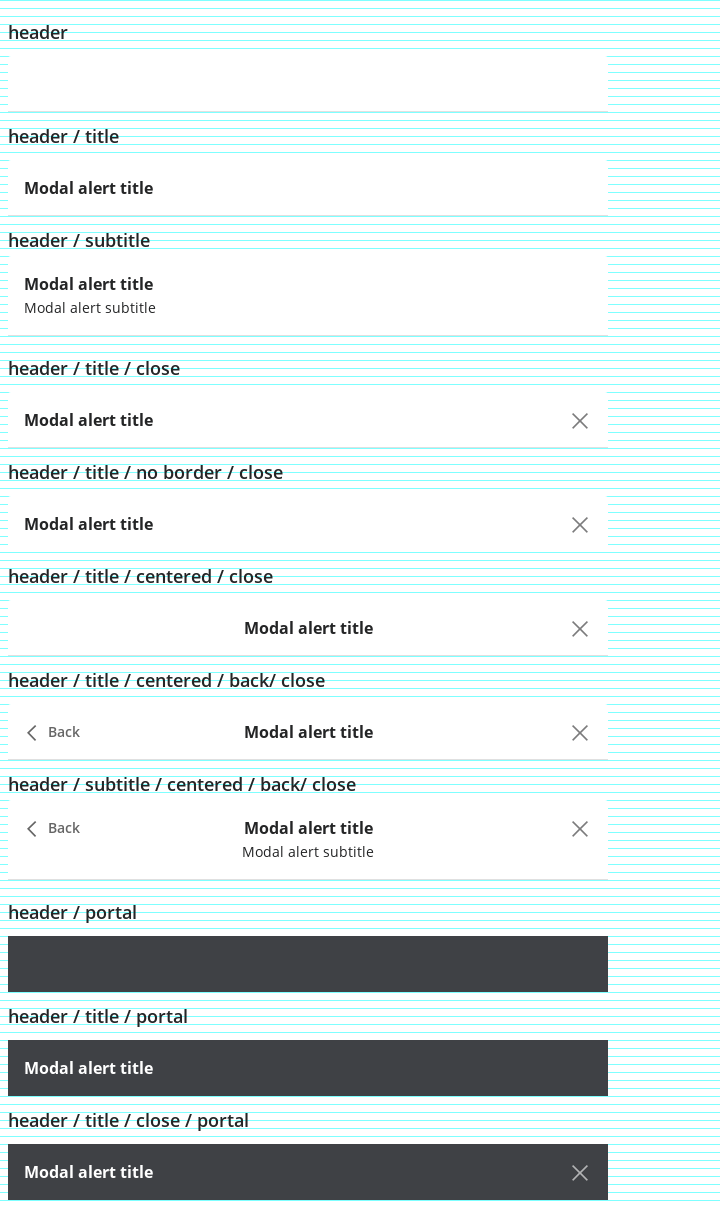 header
header / title
Modal alert title
header / subtitle
Modal alert title
Modal alert subtitle
header / title / close
Modal alert title
header / title / no border / close
Modal alert title
header / title / centered / close
Modal alert title
header / title / centered / back/ close
Back Modal alert title
header / subtitle / centered / back/ close
Back Modal alert title
Modal alert subtitle
header / portal
header / title / portal
Modal alert title
header / title / close / portal
Modal alert title